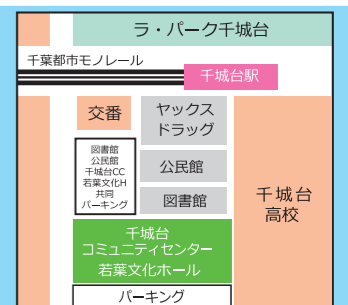 ラ・パーク千城台
千葉都市モノレール
千城台駅
交番
ヤックス
ドラッグ
図書館
公民館
千城台CC
若葉文化H
共同
パーキング
公民館
図書館
千城台
高校
千城台
コミュニティセンター
若葉文化ホール
パーキング